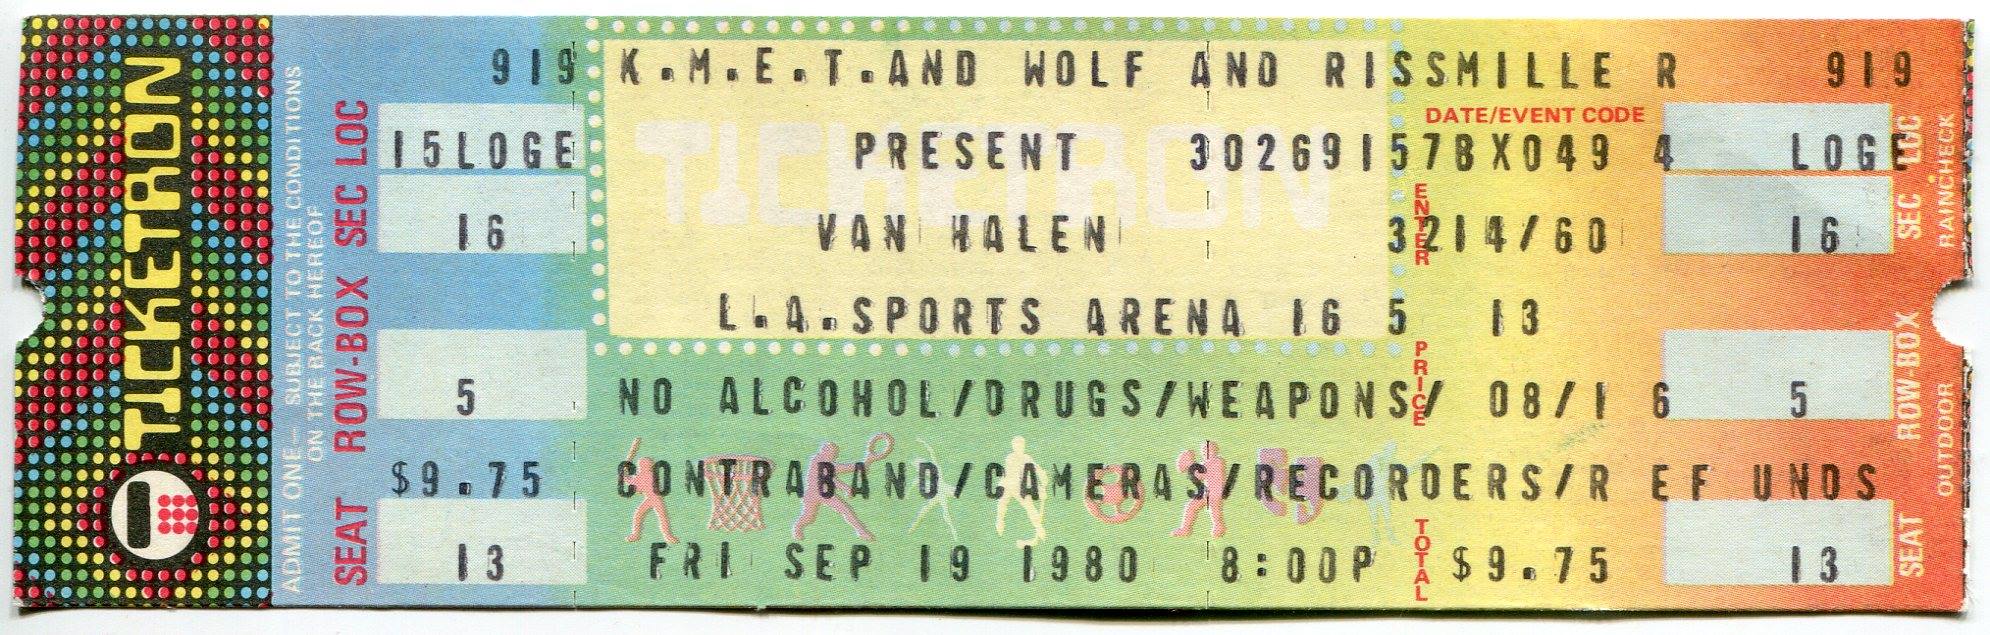 TICKETRON
ADMIT ONE— SUBJECT TO THE CONDITIONS
ON THE BACK HEREOF
SEAT ROW-BOX SEC LOC
919 K.M.E.T.AND WOLF AND RISSMILLE R 919
DATE/EVENT CODE
15LOGE PRESENT 3026915 78X049 4 LOGE
TICKETRON
16 VAN HALEN 3214/60 16
ENTER
L.A.SPORTS ARENA 16 5 13
PRICE
5 NO ALCOHOL/DRUGS/WEAPONS/ 08/1 6 5
$9.75 CONTRABAND/CAMERAS/RECORDERS/R EF UNDS
13 FRI SEP 19 1980 8:00P $9.75 13
TOTAL
SEAT ROW-BOX SEC LOC
OUTDOOR RAINCHECK